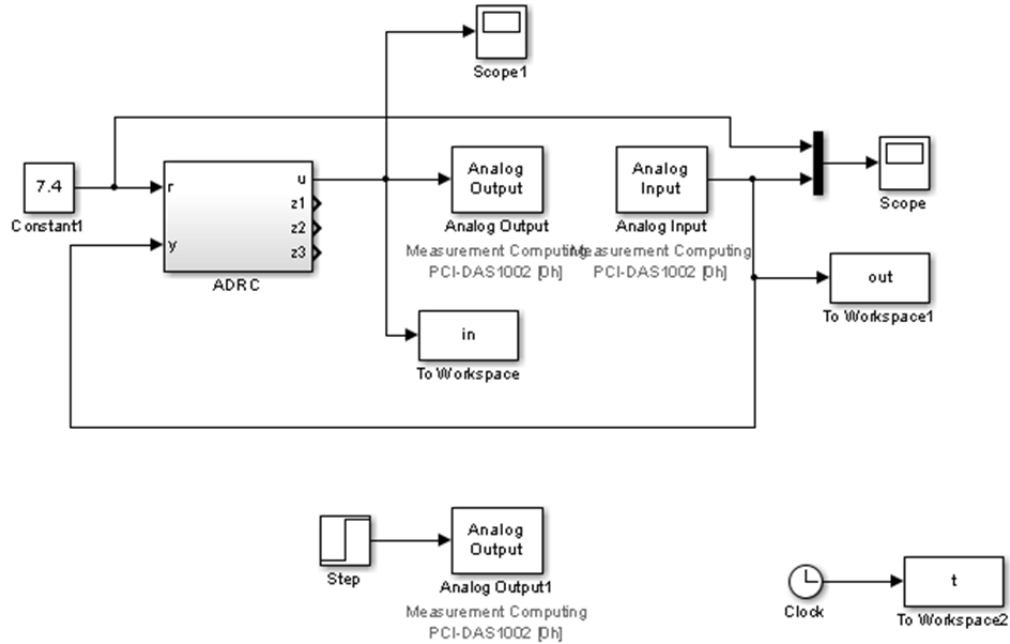 Scope1
7.4
Constant1
r
y
u
z1
z2
z3
ADRC
Analog
Output
Analog Output
Measurement Computing
PCI-DAS1002 [0h]
Analog
Input
Analog Input
Measurement Computing
PCI-DAS1002 [0h]
Scope
out
To Workspace1
in
To Workspace
Step
Analog
Output
Analog Output1
Measurement Computing
PCI-DAS1002 [0h]
Clock
t
To Workspace2